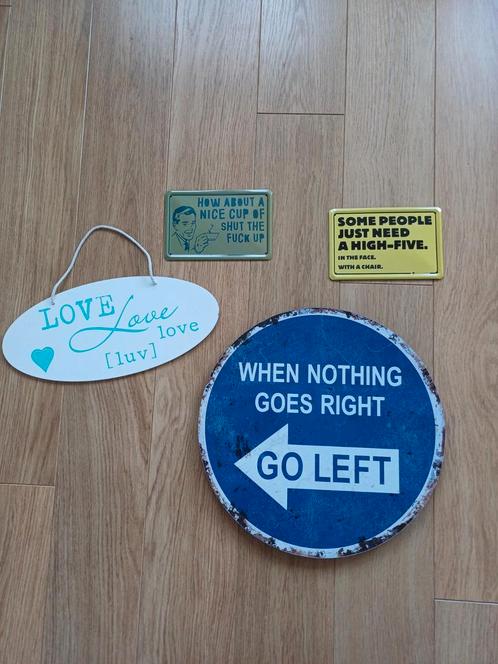 HOW ABOUT A
NICE CUP OF
SHUT THE
FUCK UP
SOME PEOPLE
JUST NEED
A HIGH-FIVE.
IN THE FACE.
WITH A CHAIR.
LOVE Love love
[luv]
WHEN NOTHING
GOES RIGHT
GO LEFT